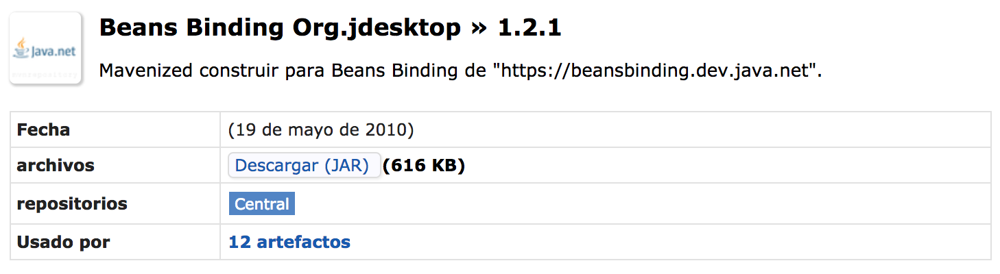 Beans Binding Org.jdesktop » 1.2.1
Java.net
mvnrepository
Mavenized construir para Beans Binding de "https://beansbinding.dev.java.net".
Fecha (19 de mayo de 2010)
archivos Descargar (JAR) (616 KB)
repositorios Central
Usado por 12 artefactos